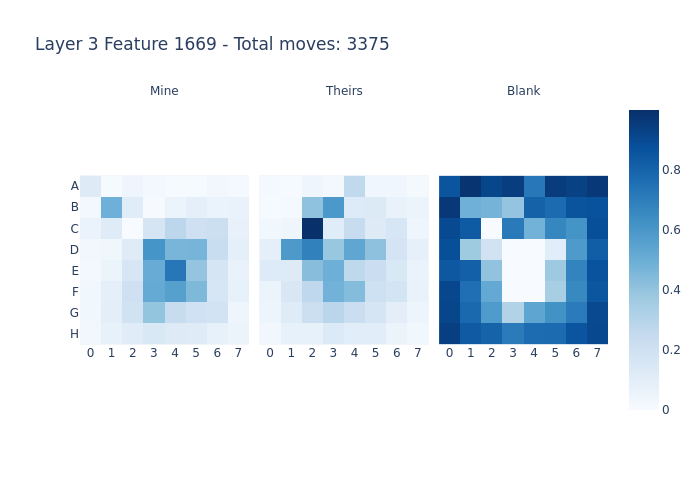 Layer 3 Feature 1669 - Total moves: 3375
Mine Theirs Blank
A
B
C
D
E
F
G
H
0 1 2 3 4 5 6 7 0 1 2 3 4 5 6 7 0 1 2 3 4 5 6 7
0.8
0.6
0.4
0.2
0